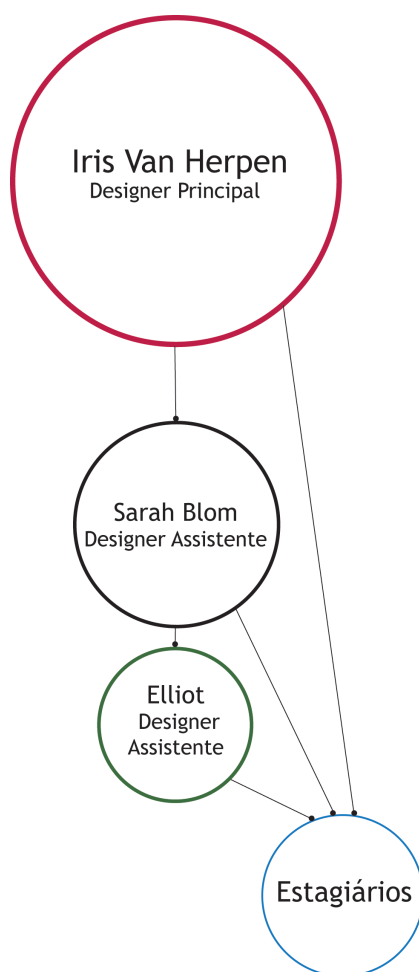 Iris Van Herpen
Designer Principal
Sarah Blom
Designer Assistente
Elliot
Designer
Assistente
Estagiários